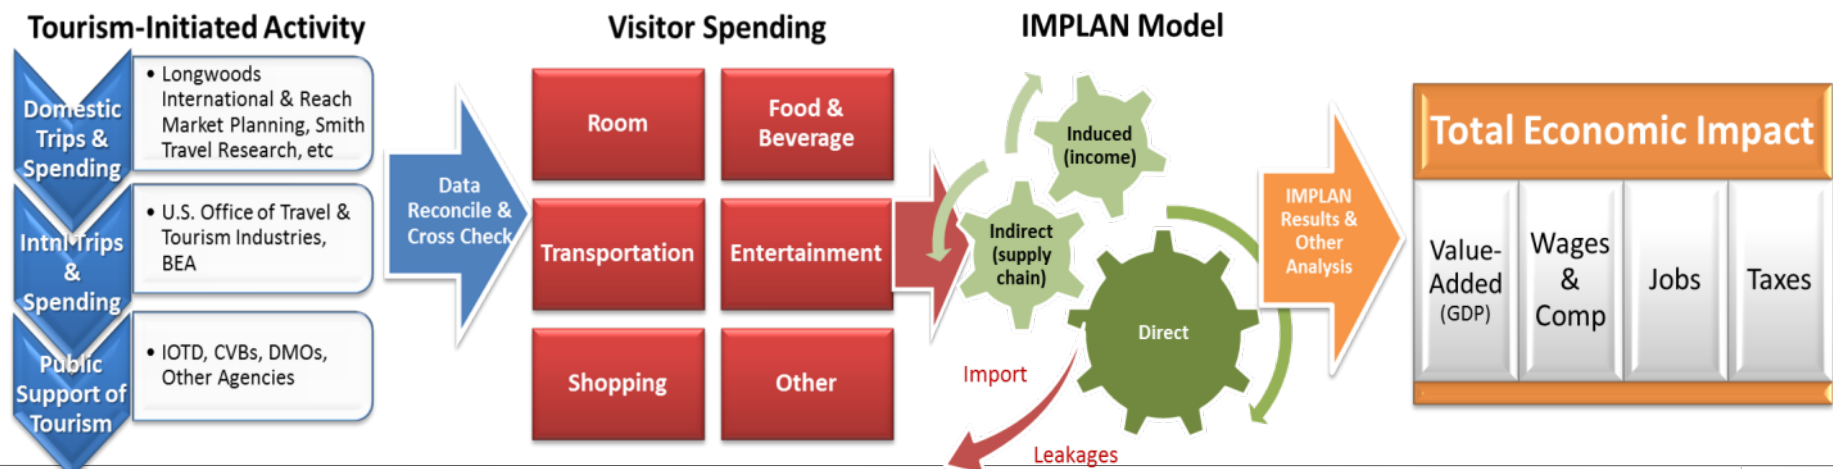 Tourism-Initiated Activity
Domestic
Trips &
Spending
• Longwoods
International & Reach
Market Planning, Smith
Travel Research, etc
Intnl Trips
&
Spending
• U.S. Office of Travel &
Tourism Industries,
BEA
Public
Support of
Tourism
• IOTD, CVBs, DMOs,
Other Agencies
Data
Reconcile &
Cross Check
Visitor Spending
Room
Food &
Beverage
Transportation
Entertainment
Shopping
Other
IMPLAN Model
Induced
(income)
Indirect
(supply
chain)
Direct
Import
Leakages
IMPLAN
Results &
Other
Analysis
Total Economic Impact
Value-
Added
(GDP)
Wages
&
Comp
Jobs
Taxes